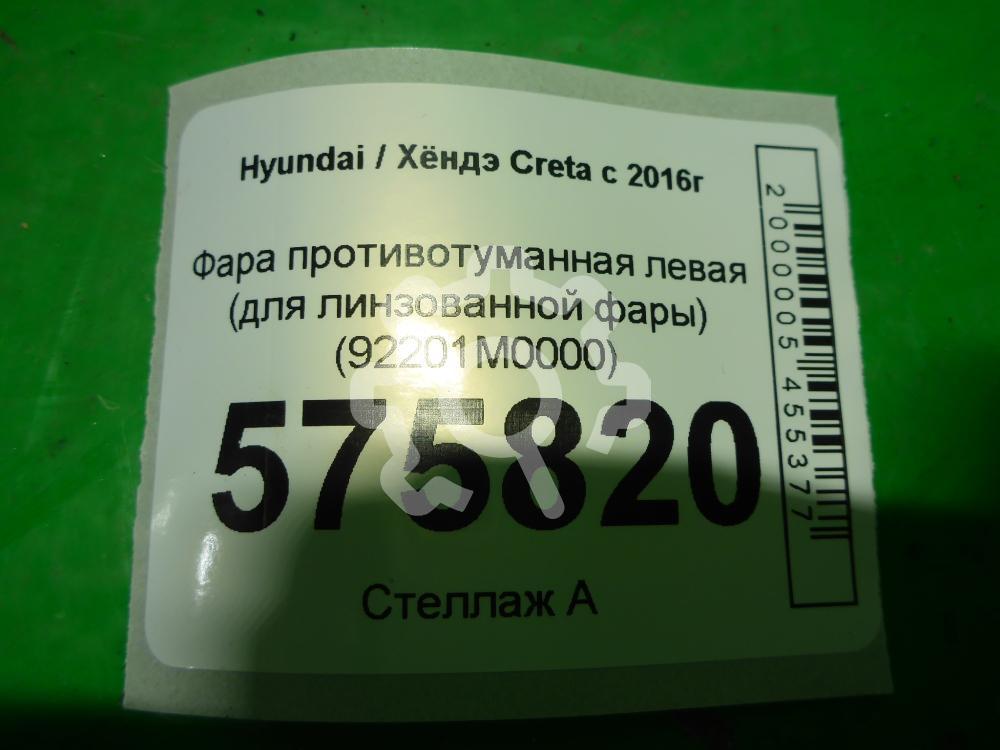 Hyundai / Хёндэ Creta с 2016г
Фара противотуманная левая
(для линзованной фары)
(92201M0000)
575820
Стеллаж А
2000005455377